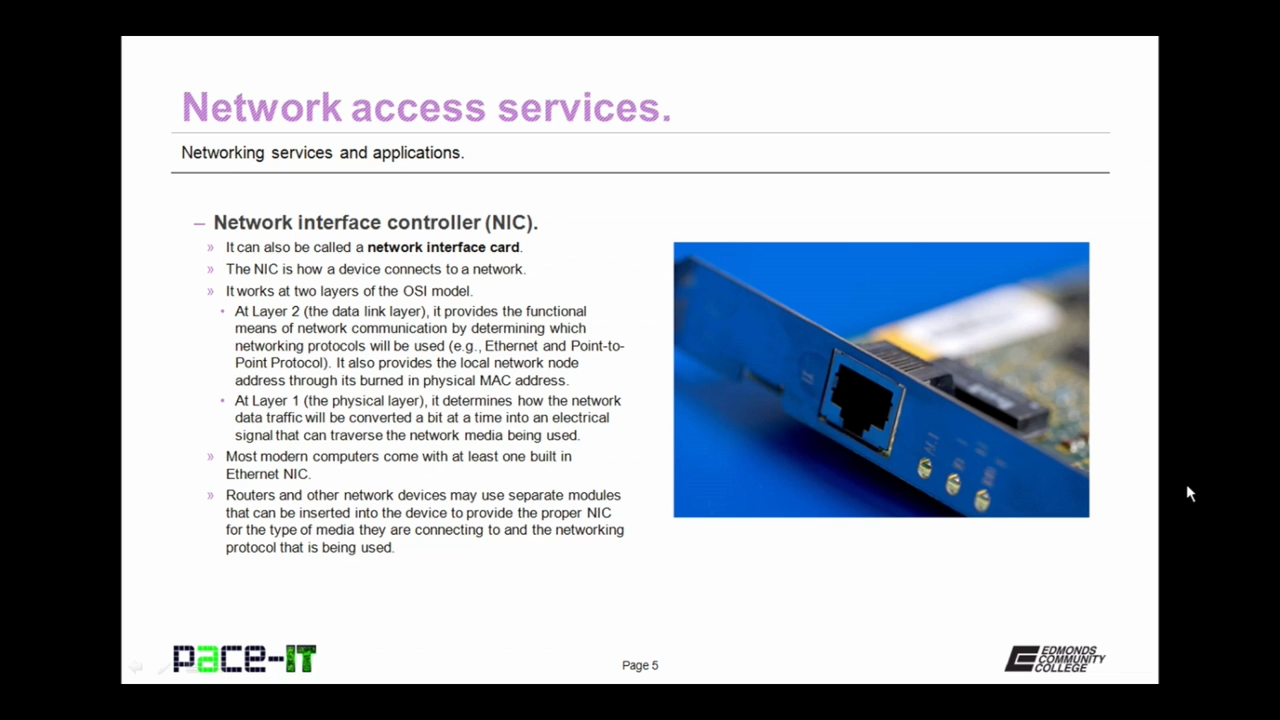 Network access services.
Networking services and applications.
– Network interface controller (NIC).
» It can also be called a network interface card.
» The NIC is how a device connects to a network.
» It works at two layers of the OSI model.
• At Layer 2 (the data link layer), it provides the functional
means of network communication by determining which
networking protocols will be used (e.g., Ethernet and Point-to-
Point Protocol). It also provides the local network node
address through its burned in physical MAC address.
• At Layer 1 (the physical layer), it determines how the network
data traffic will be converted a bit at a time into an electrical
signal that can traverse the network media being used.
» Most modern computers come with at least one built in
Ethernet NIC.
» Routers and other network devices may use separate modules
that can be inserted into the device to provide the proper NIC
for the type of media they are connecting to and the networking
protocol that is being used.
pace-IT
Page 5
EDMONDS
COMMUNITY
COLLEGE